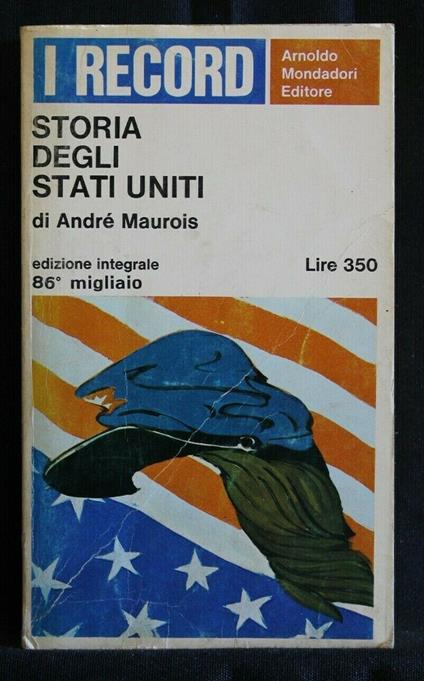 I RECORD
Arnoldo
Mondadori
Editore
STORIA
DEGLI
STATI UNITI
di André Maurois
edizione integrale
Lire 350
86° migliaio